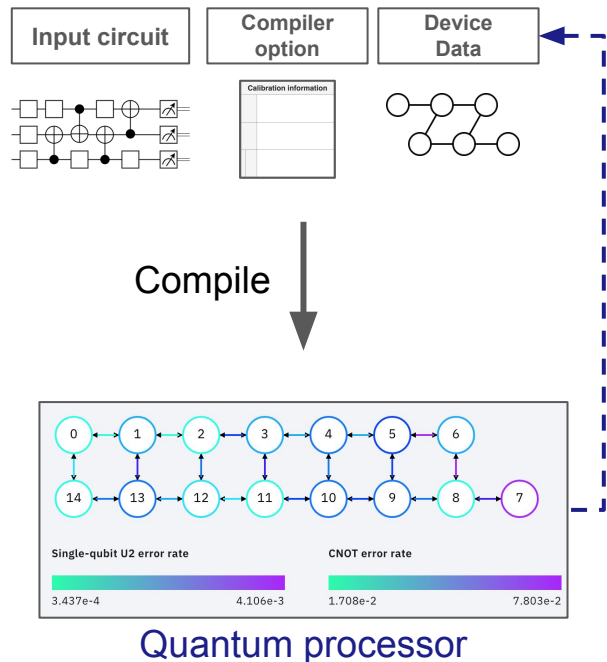 Input circuit
Compiler
option
Device
Data
Calibration information
Compile
0 1 2 3 4 5 6
14 13 12 11 10 9 8 7
Single-qubit U2 error rate
CNOT error rate
3.437e-4 4.106e-3
1.708e-2 7.803e-2
Quantum processor